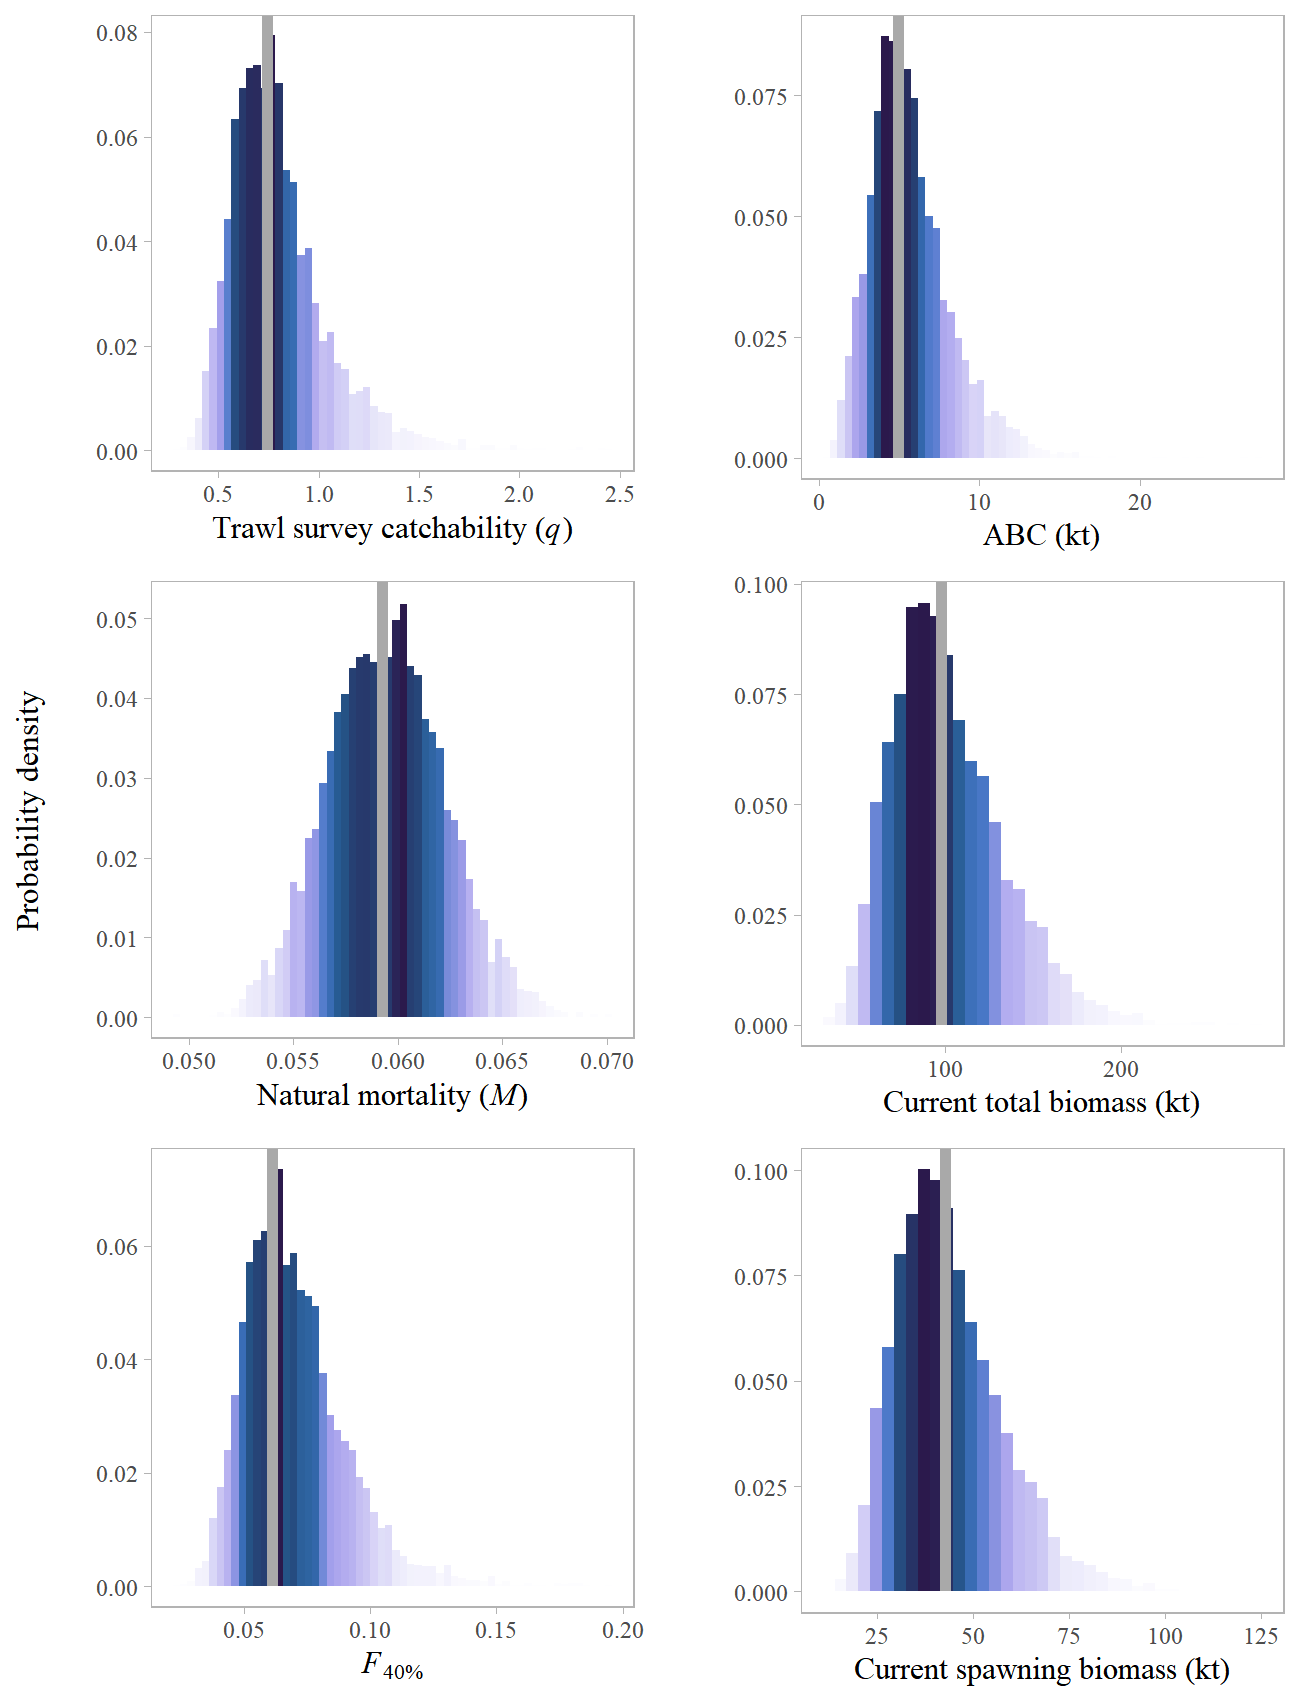 Probability density
0.08
0.06
0.04
0.02
0.00
0.5 1.0 1.5 2.0 2.5
Trawl survey catchability (q)
0.075
0.050
0.025
0.000
0 10 20
ABC (kt)
0.05
0.04
0.03
0.02
0.01
0.00
0.050 0.055 0.060 0.065 0.070
Natural mortality (M)
0.100
0.075
0.050
0.025
0.000
100 200
Current total biomass (kt)
0.06
0.04
0.02
0.00
0.05 0.10 0.15 0.20
F40%
0.100
0.075
0.050
0.025
0.000
25 50 75 100 125
Current spawning biomass (kt)